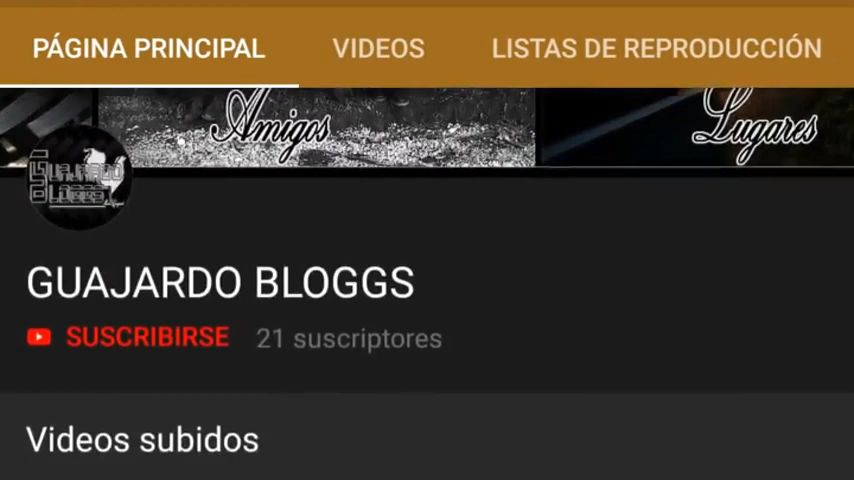 PÁGINA PRINCIPAL VIDEOS LISTAS DE REPRODUCCIÓN
Amigos Lugares
GUAJARDO BLOGGS
SUSCRIBIRSE 21 suscriptores
Videos subidos